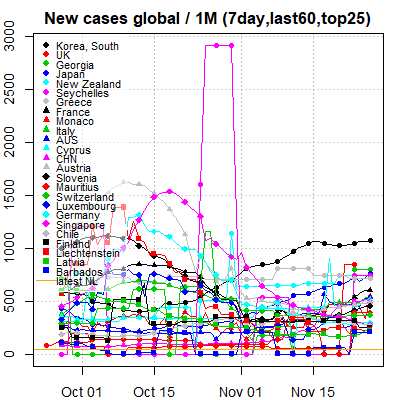 New cases global / 1M (7day,last60,top25)
3000
2500
2000
1500
1000
500
0
Korea, South
UK
Georgia
Japan
New Zealand
Seychelles
Greece
France
Monaco
Italy
AUS
Cyprus
CHN
Austria
Slovenia
Mauritius
Switzerland
Luxembourg
Germany
Singapore
Chile
Finland
Liechtenstein
Latvia
Barbados
latest NL
Oct 01
Oct 15
Nov 01
Nov 15